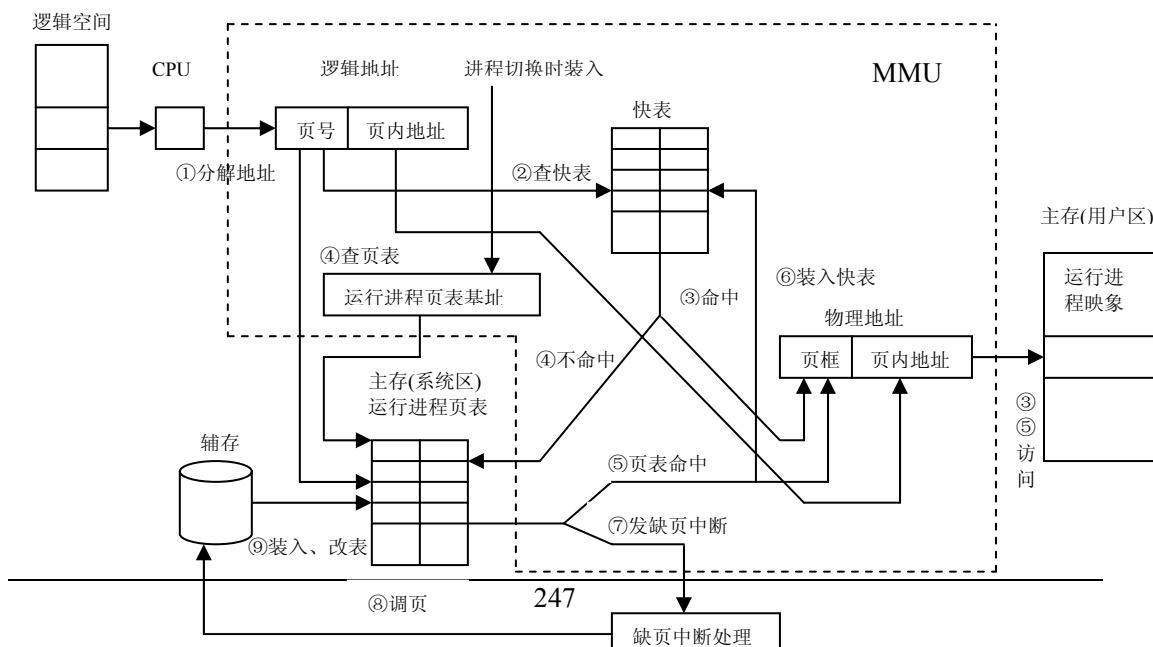 逻辑空间
CPU
逻辑地址
进程切换时装入
MMU
快表
页号
页内地址
①分解地址
②查快表
主存(用户区)
④查页表
运行进程页表基址
③命中
⑥装入快表
运行进
程映象
物理地址
页框
页内地址
④不命中
主存(系统区)
运行进程页表
③
⑤
访
问
辅存
⑤页表命中
⑦发缺页中断
⑨装入、改表
247
⑧调页
缺页中断处理